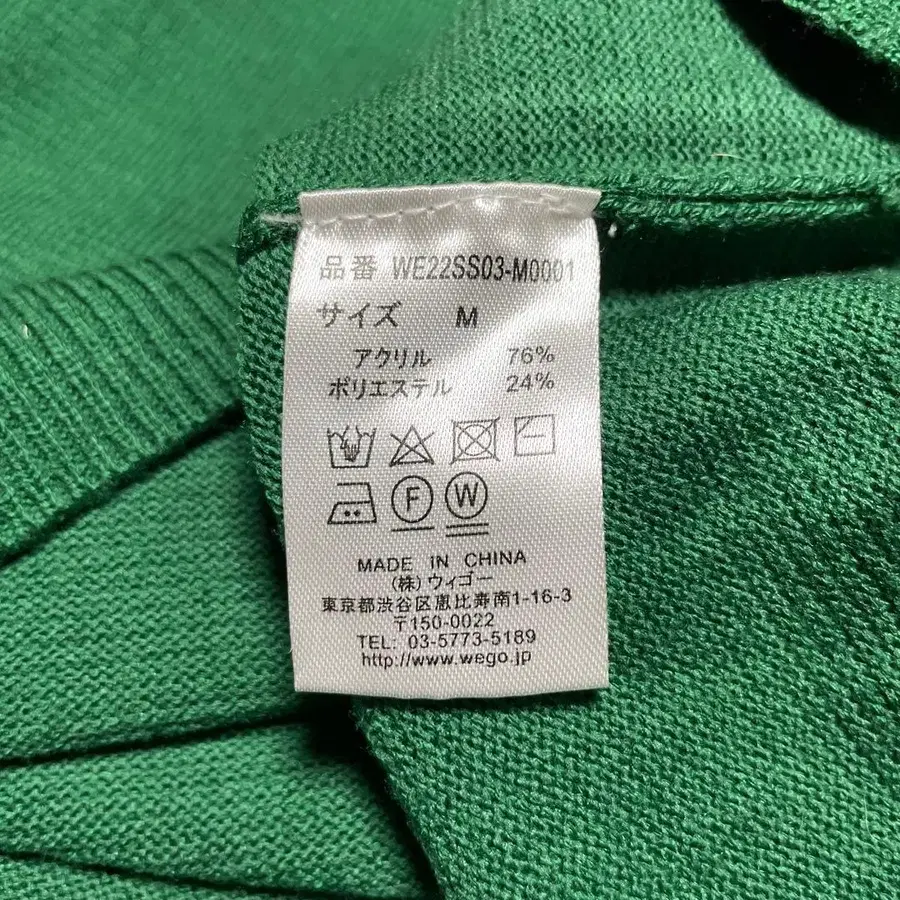 品番 WE22SS03-M0001
サイズ M
アクリル 76%
ポリエステル 24%
F W
MADE IN CHINA
(株)ウィゴー
東京都渋谷区恵比寿南1-16-3
〒150-0022
TEL: 03-5773-5189
http://www.wego.jp